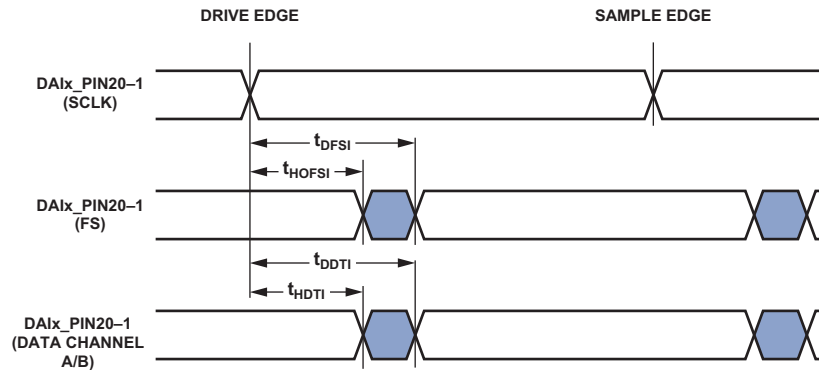 DRIVE EDGE SAMPLE EDGE
DAIx_PIN20–1
(SCLK)
tDFSI
tHOFSI
DAIx_PIN20–1
(FS)
tDDTI
tHDTI
DAIx_PIN20–1
(DATA CHANNEL
A/B)